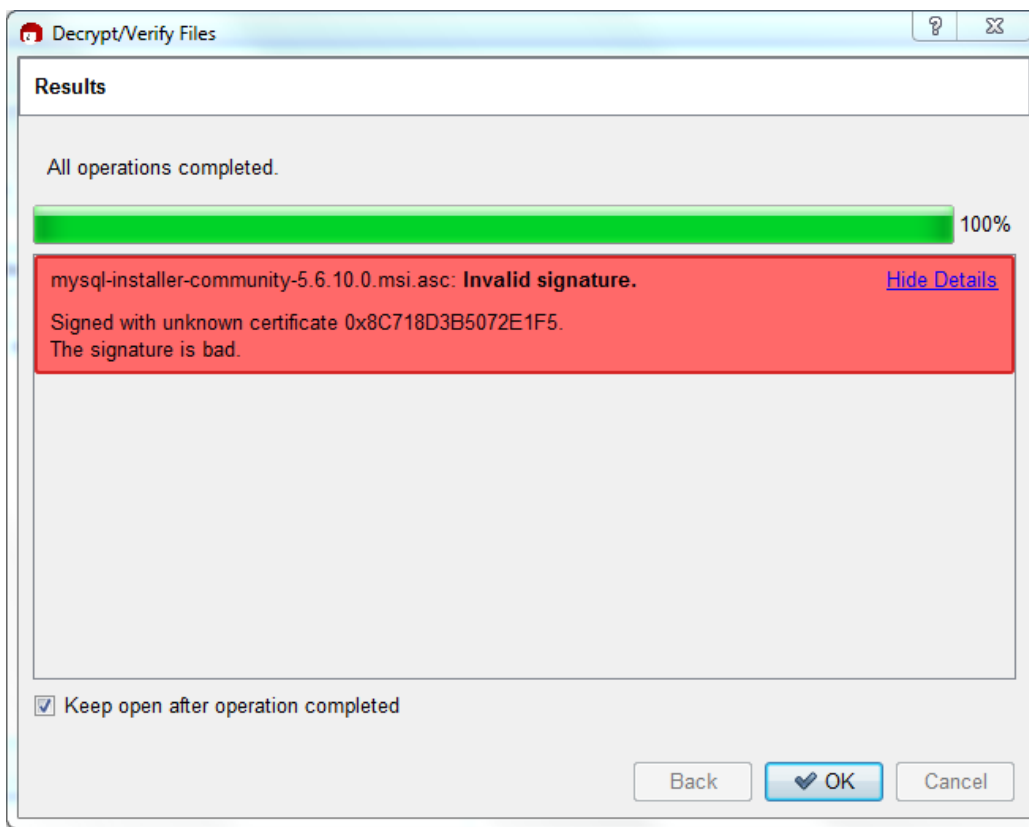 Decrypt/Verify Files
Results
All operations completed.
100%
mysql-installer-community-5.6.10.0.msi.asc: Invalid signature. Hide Details
Signed with unknown certificate 0x8C718D3B5072E1F5.
The signature is bad.
Keep open after operation completed
Back OK Cancel